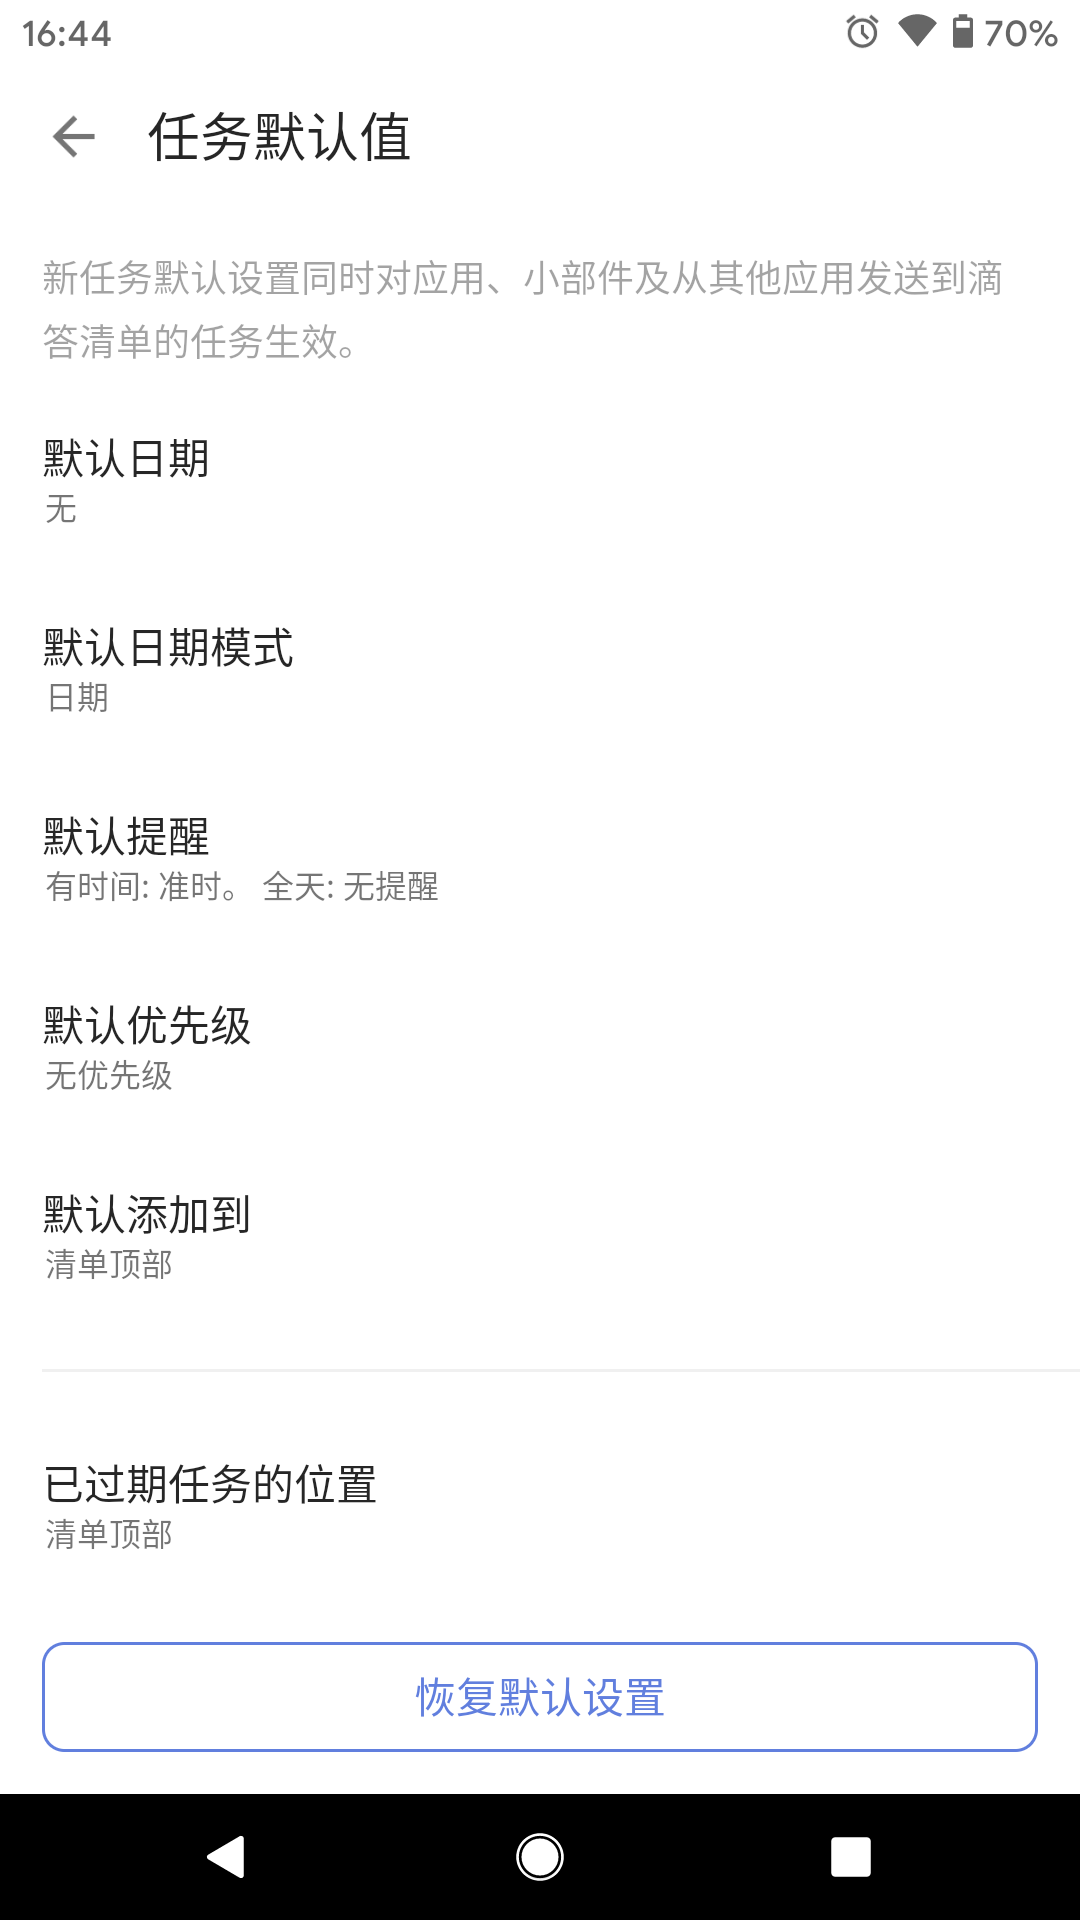 16:44
70%
任务默认值
新任务默认设置同时对应用、小部件及从其他应用发送到滴
答清单的任务生效。
默认日期
无
默认日期模式
日期
默认提醒
有时间: 准时。 全天: 无提醒
默认优先级
无优先级
默认添加到
清单顶部
已过期任务的位置
清单顶部
恢复默认设置